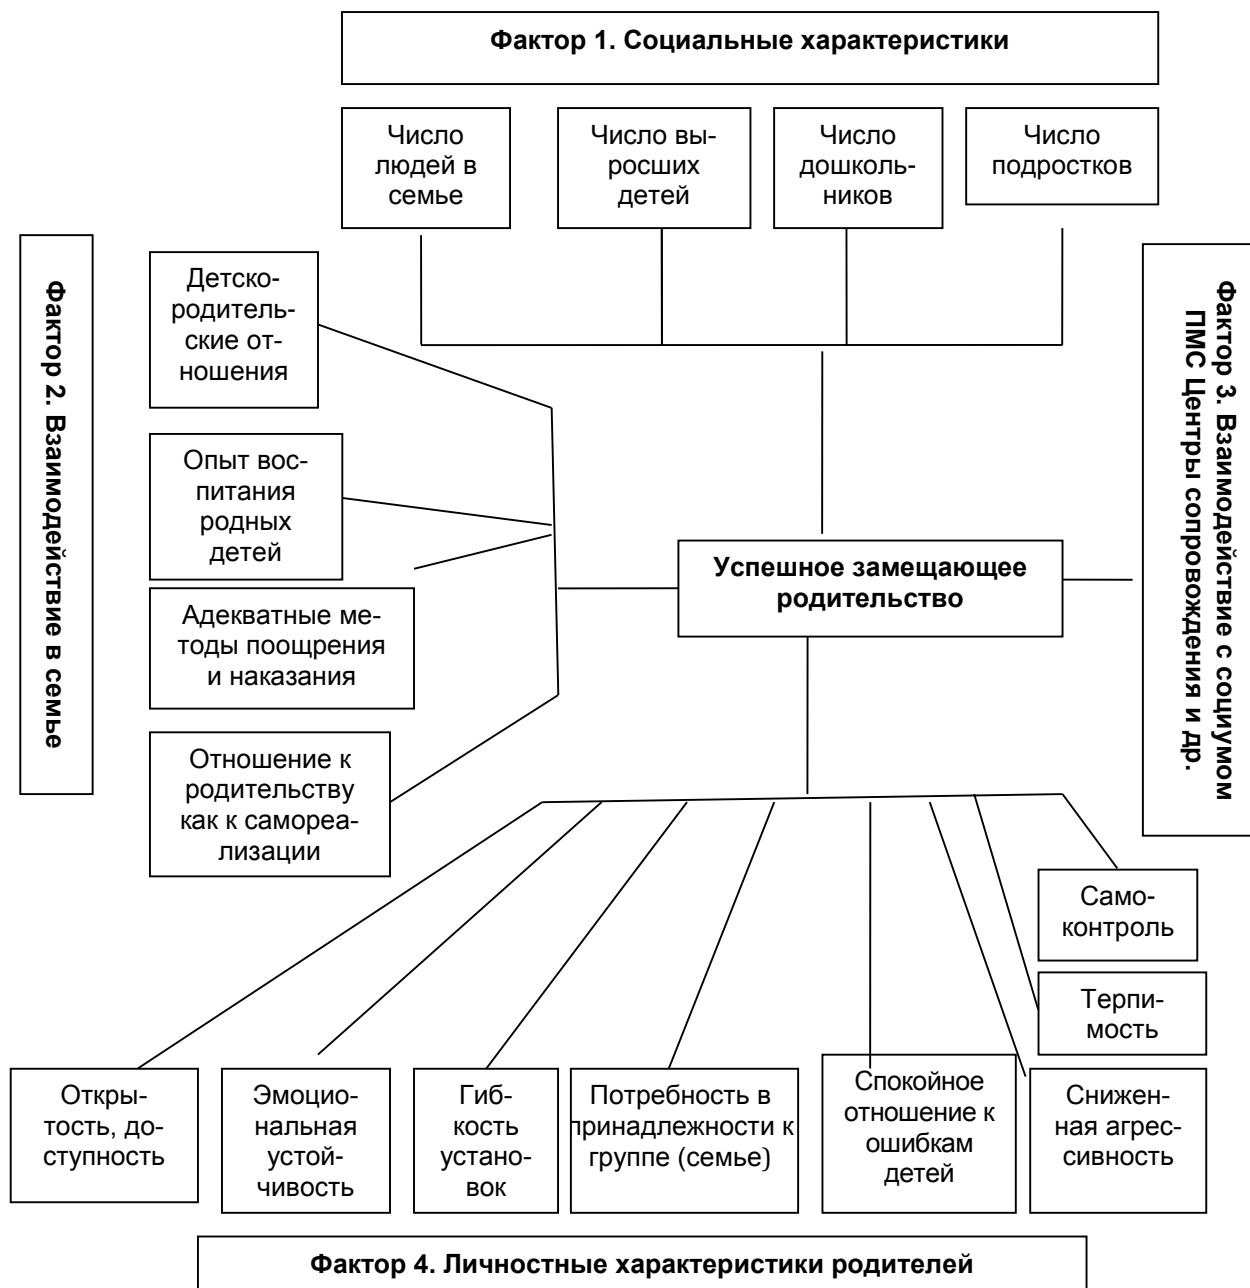 Фактор 1. Социальные характеристики
Число
людей в
семье
Число вы-
росших
детей
Число
дошколь-
ников
Число
подростков
Фактор 2. Взаимодействие в семье
Детско-
родитель-
ские от-
ношения
Опыт вос-
питания
родных
детей
Адекватные ме-
тоды поощрения
и наказания
Отношение к
родительству
как к самореа-
лизации
Успешное замещающее
родительство
Фактор 3. Взаимодействие с социумом
ПМС Центры сопровождения и др.
Само-
контроль
Терпи-
мость
Откры-
тость, до-
ступность
Эмоцио-
нальная
устой-
чивость
Гиб-
кость
устано-
вок
Потребность в
принадлежности к
группе (семье)
Спокойное
отношение к
ошибкам
детей
Снижен-
ная агрес-
сивность
Фактор 4. Личностные характеристики родителей